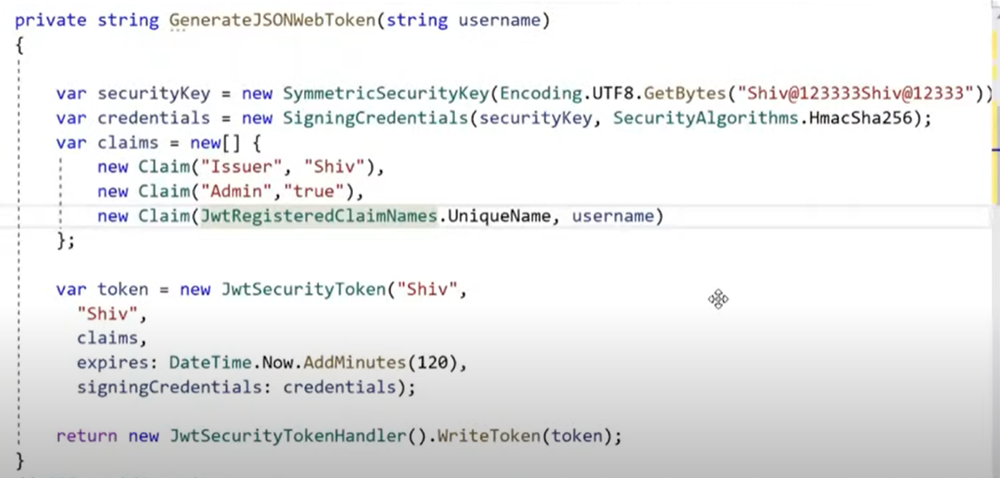 private string GenerateJSONWebToken(string username)
{
var securityKey = new SymmetricSecurityKey(Encoding.UTF8.GetBytes("Shiv@123333Shiv@12333"))
var credentials = new SigningCredentials(securityKey, SecurityAlgorithms.HmacSha256);
var claims = new[] {
new Claim("Issuer", "Shiv"),
new Claim("Admin","true"),
new Claim(JwtRegisteredClaimNames.UniqueName, username)
};
var token = new JwtSecurityToken("Shiv",
"Shiv",
claims,
expires: DateTime.Now.AddMinutes(120),
signingCredentials: credentials);
return new JwtSecurityTokenHandler().WriteToken(token);
}